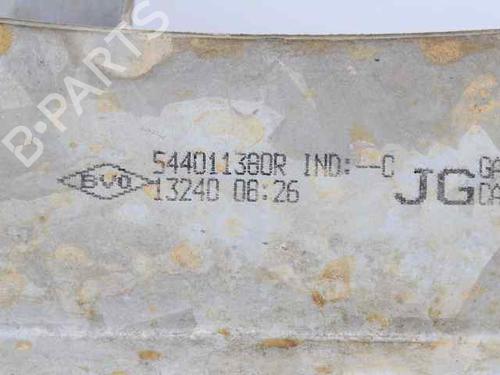 B-PARTS
544011380R IND:--C
BVO
13240 08:26
JG